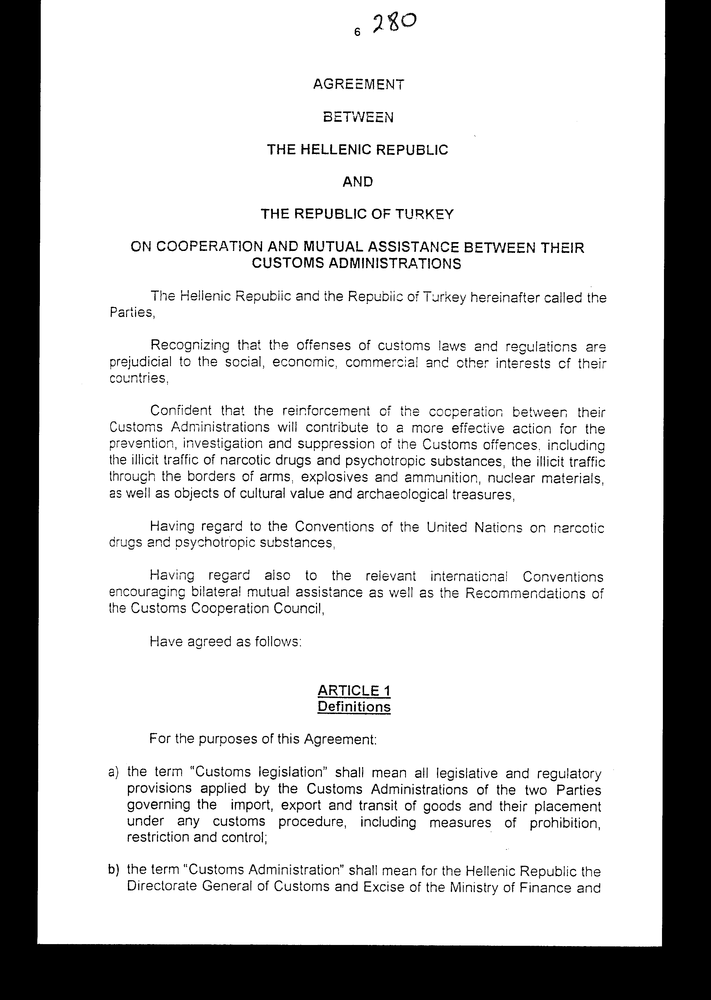 6 280
AGREEMENT
BETWEEN
THE HELLENIC REPUBLIC
AND
THE REPUBLIC OF TURKEY
ON COOPERATION AND MUTUAL ASSISTANCE BETWEEN THEIR
CUSTOMS ADMINISTRATIONS
The Hellenic Republic and the Republic of Turkey hereinafter called the
Parties,
Recognizing that the offenses of customs laws and regulations are
prejudicial to the social, economic, commercial and other interests of their
countries,
Confident that the reinforcement of the cooperation between their
Customs Administrations will contribute to a more effective action for the
prevention, investigation and suppression of the Customs offences, including
the illicit traffic of narcotic drugs and psychotropic substances, the illicit traffic
through the borders of arms, explosives and ammunition, nuclear materials,
as well as objects of cultural value and archaeological treasures,
Having regard to the Conventions of the United Nations on narcotic
drugs and psychotropic substances,
Having regard also to the relevant international Conventions
encouraging bilateral mutual assistance as well as the Recommendations of
the Customs Cooperation Council,
Have agreed as follows:
ARTICLE 1
Definitions
For the purposes of this Agreement:
a) the term "Customs legislation" shall mean all legislative and regulatory
provisions applied by the Customs Administrations of the two Parties
governing the import, export and transit of goods and their placement
under any customs procedure, including measures of prohibition,
restriction and control;
b) the term "Customs Administration" shall mean for the Hellenic Republic the
Directorate General of Customs and Excise of the Ministry of Finance and